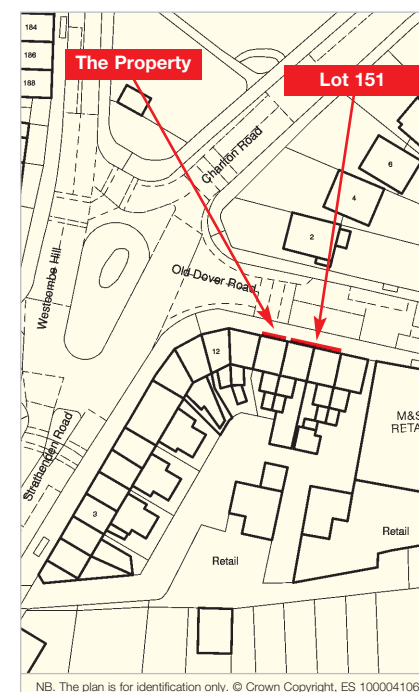 184
186
188
The Property
Lot 151
Charlton Road
6
4
2
Westcombe Hill
Old Dover Road
12
M&S
RETA
Strathenden Road
3
Retail
Retail
NB. The plan is for identification only. © Crown Copyright, ES 100004106